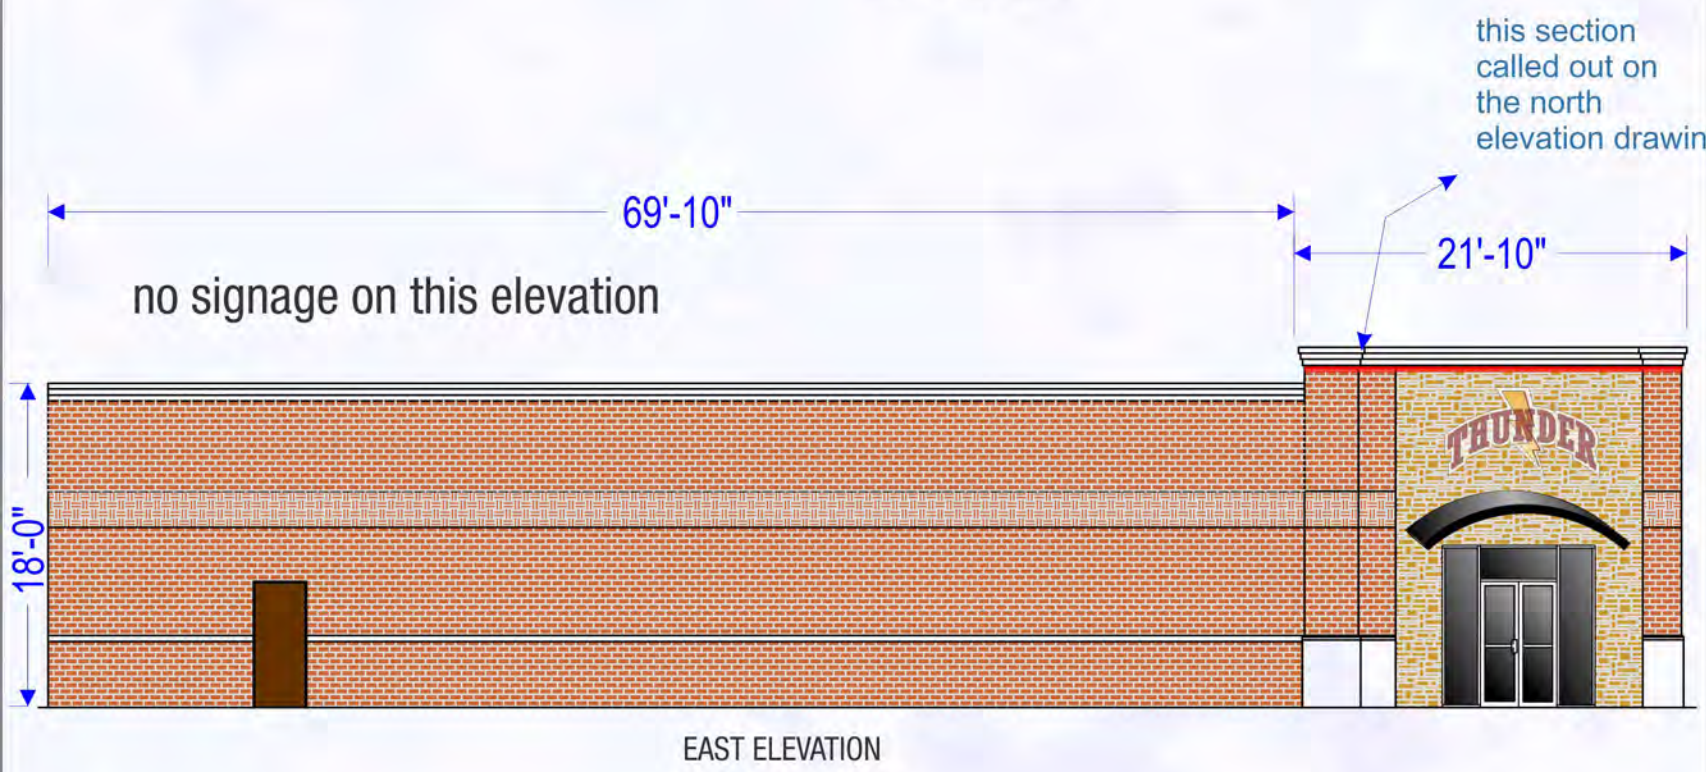 this section
called out on
the north
elevation drawin
69'-10"
21'-10"
no signage on this elevation
THUNDER
18'-0"
EAST ELEVATION